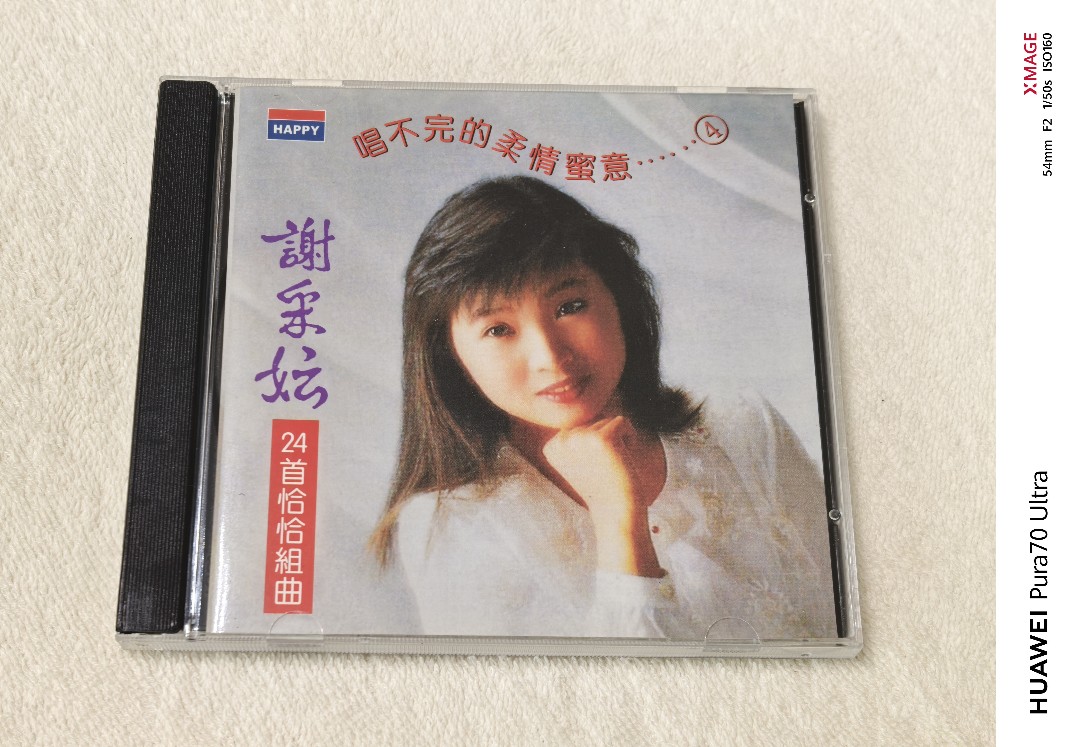 HAPPY
唱不完的柔情蜜意……④
謝采妘
24首恰恰組曲
XMAGE
54mm F2 1/50s ISO160
HUAWEI Pura70 Ultra